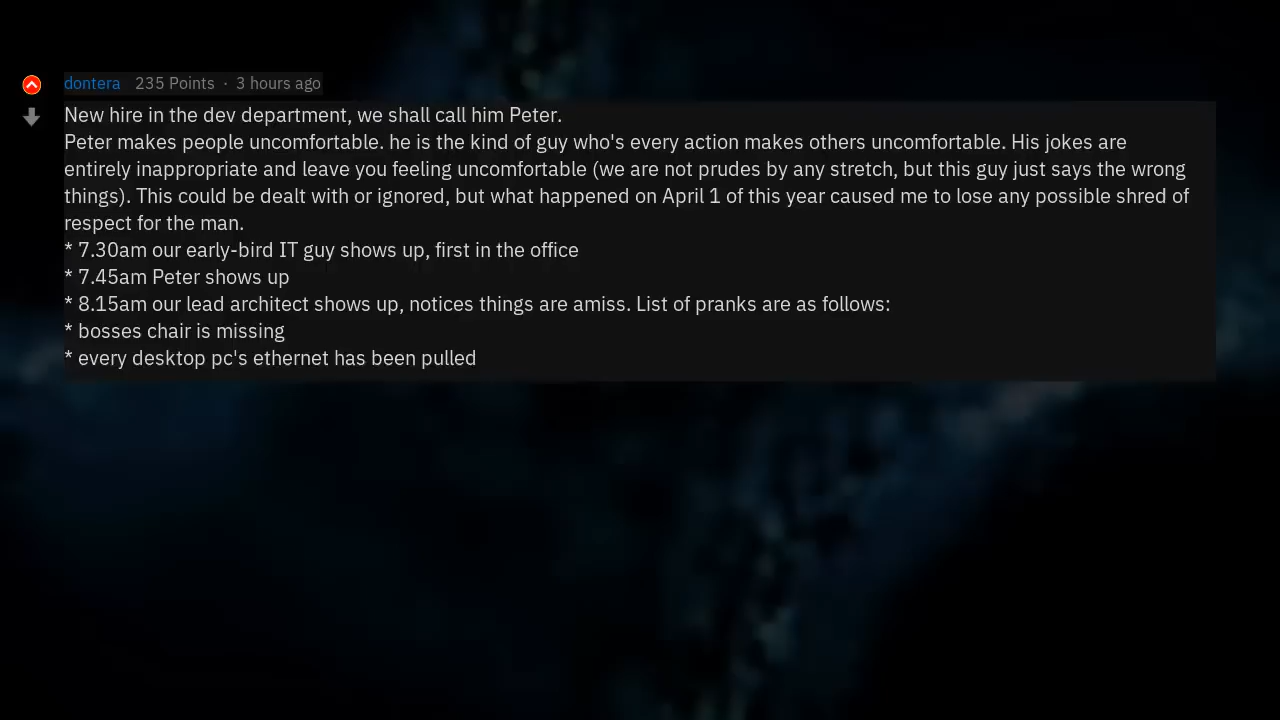 dontera 235 Points · 3 hours ago
New hire in the dev department, we shall call him Peter.
Peter makes people uncomfortable. he is the kind of guy who's every action makes others uncomfortable. His jokes are
entirely inappropriate and leave you feeling uncomfortable (we are not prudes by any stretch, but this guy just says the wrong
things). This could be dealt with or ignored, but what happened on April 1 of this year caused me to lose any possible shred of
respect for the man.
* 7.30am our early-bird IT guy shows up, first in the office
* 7.45am Peter shows up
* 8.15am our lead architect shows up, notices things are amiss. List of pranks are as follows:
* bosses chair is missing
* every desktop pc's ethernet has been pulled